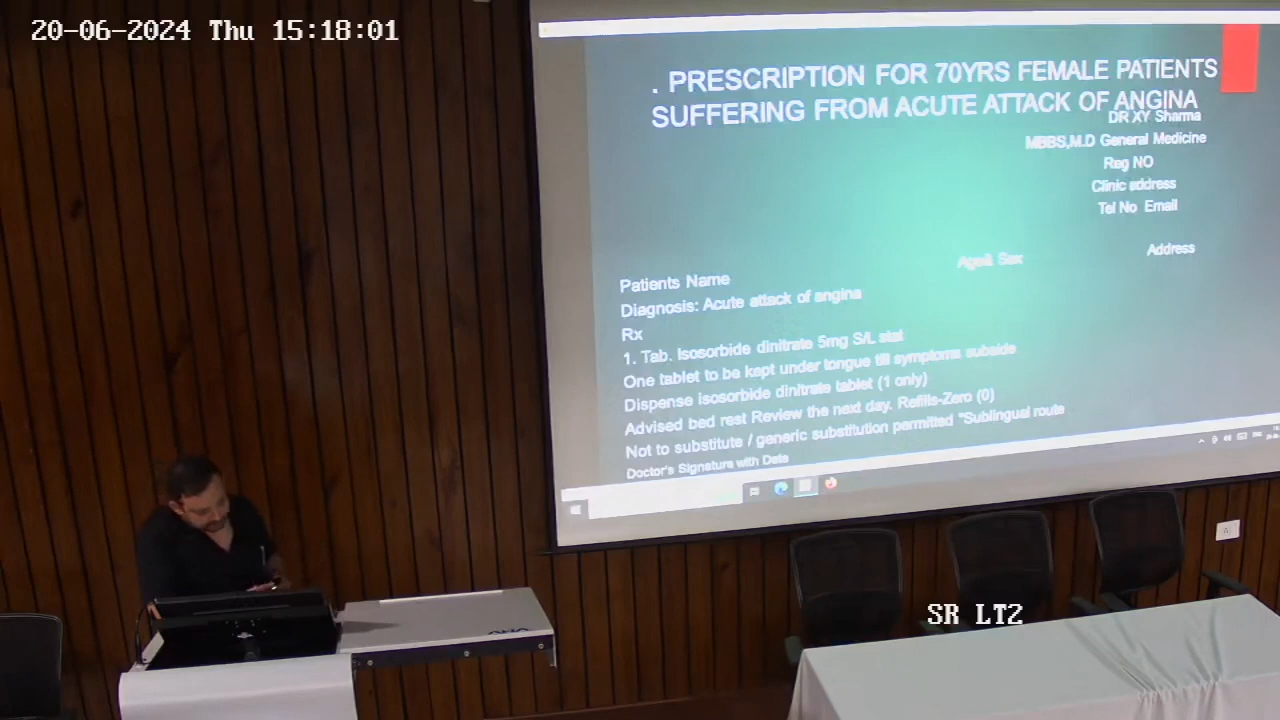 20-06-2024 Thu 15:18:01
. PRESCRIPTION FOR 70YRS FEMALE PATIENTS
SUFFERING FROM ACUTE ATTACK OF ANGINA
DR XY Sharma
MBBS,M.D General Medicine
Reg NO
Clinic address
Tel No Email
Patients Name Age& Sex Address
Diagnosis: Acute attack of angina
Rx
1. Tab. Isosorbide dinitrate 5mg S/L stat
One tablet to be kept under tongue till symptoms subside
Dispense isosorbide dinitrate tablet (1 only)
Advised bed rest Review the next day. Refills-Zero (0)
Not to substitute / generic substitution permitted "Sublingual route
Doctor's Signature with Date
SR LT2